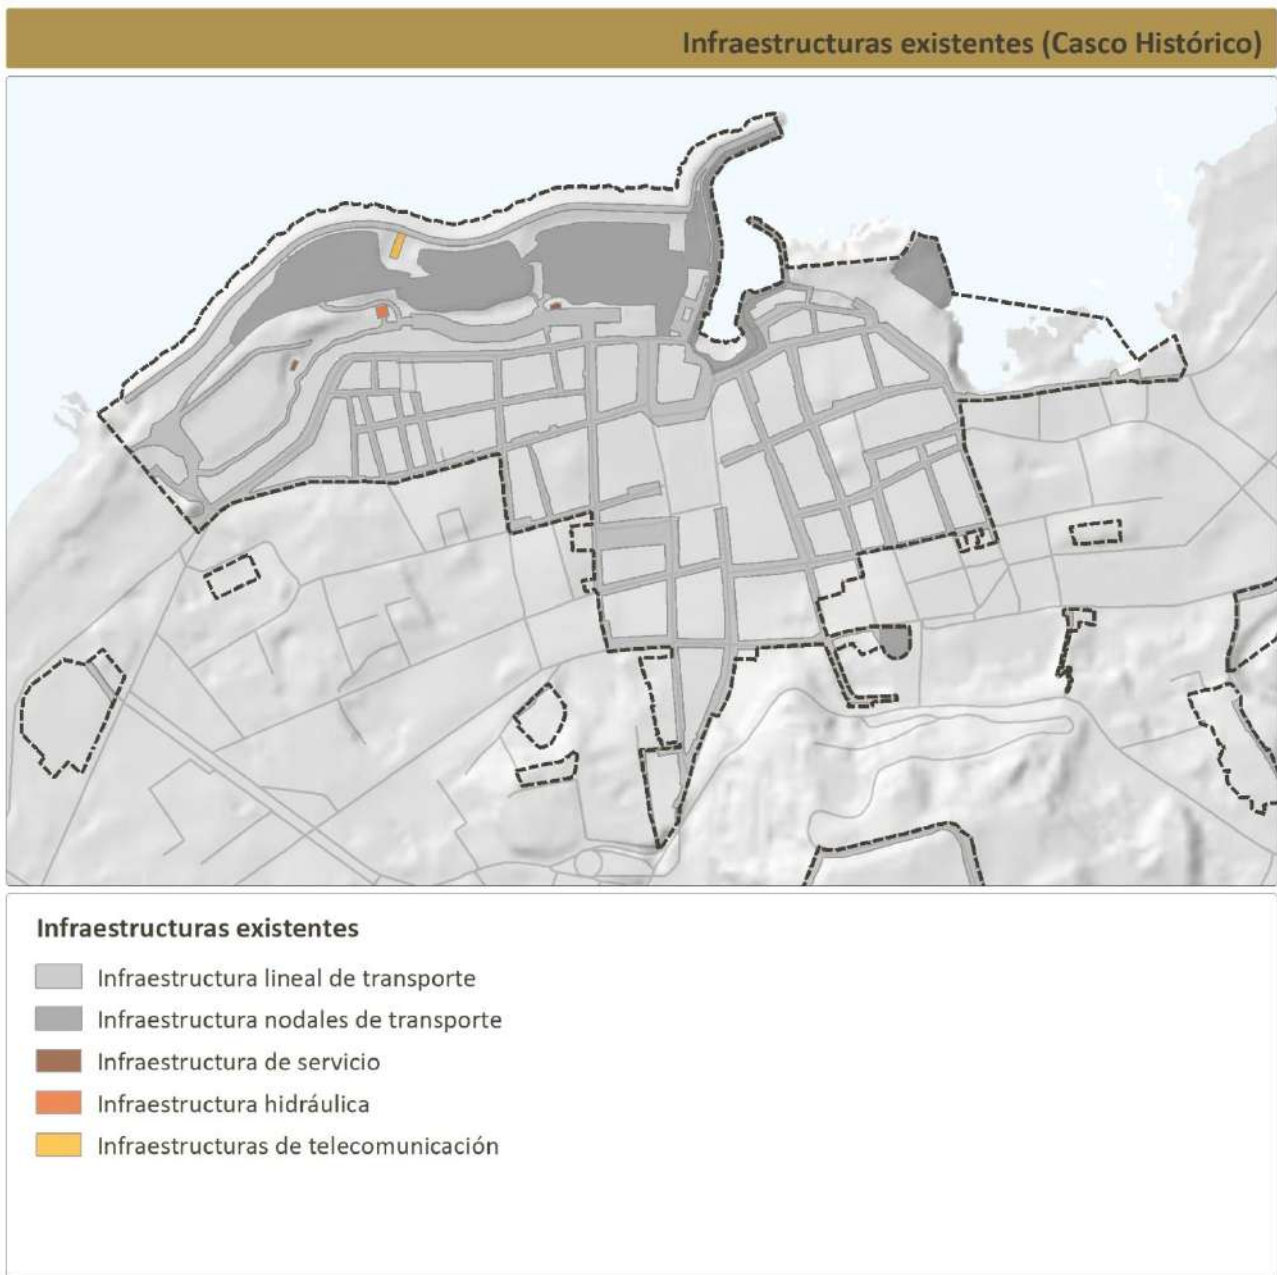 Infraestructuras existentes (Casco Histórico)
Infraestructuras existentes
Infraestructura lineal de transporte
Infraestructura nodales de transporte
Infraestructura de servicio
Infraestructura hidráulica
Infraestructuras de telecomunicación